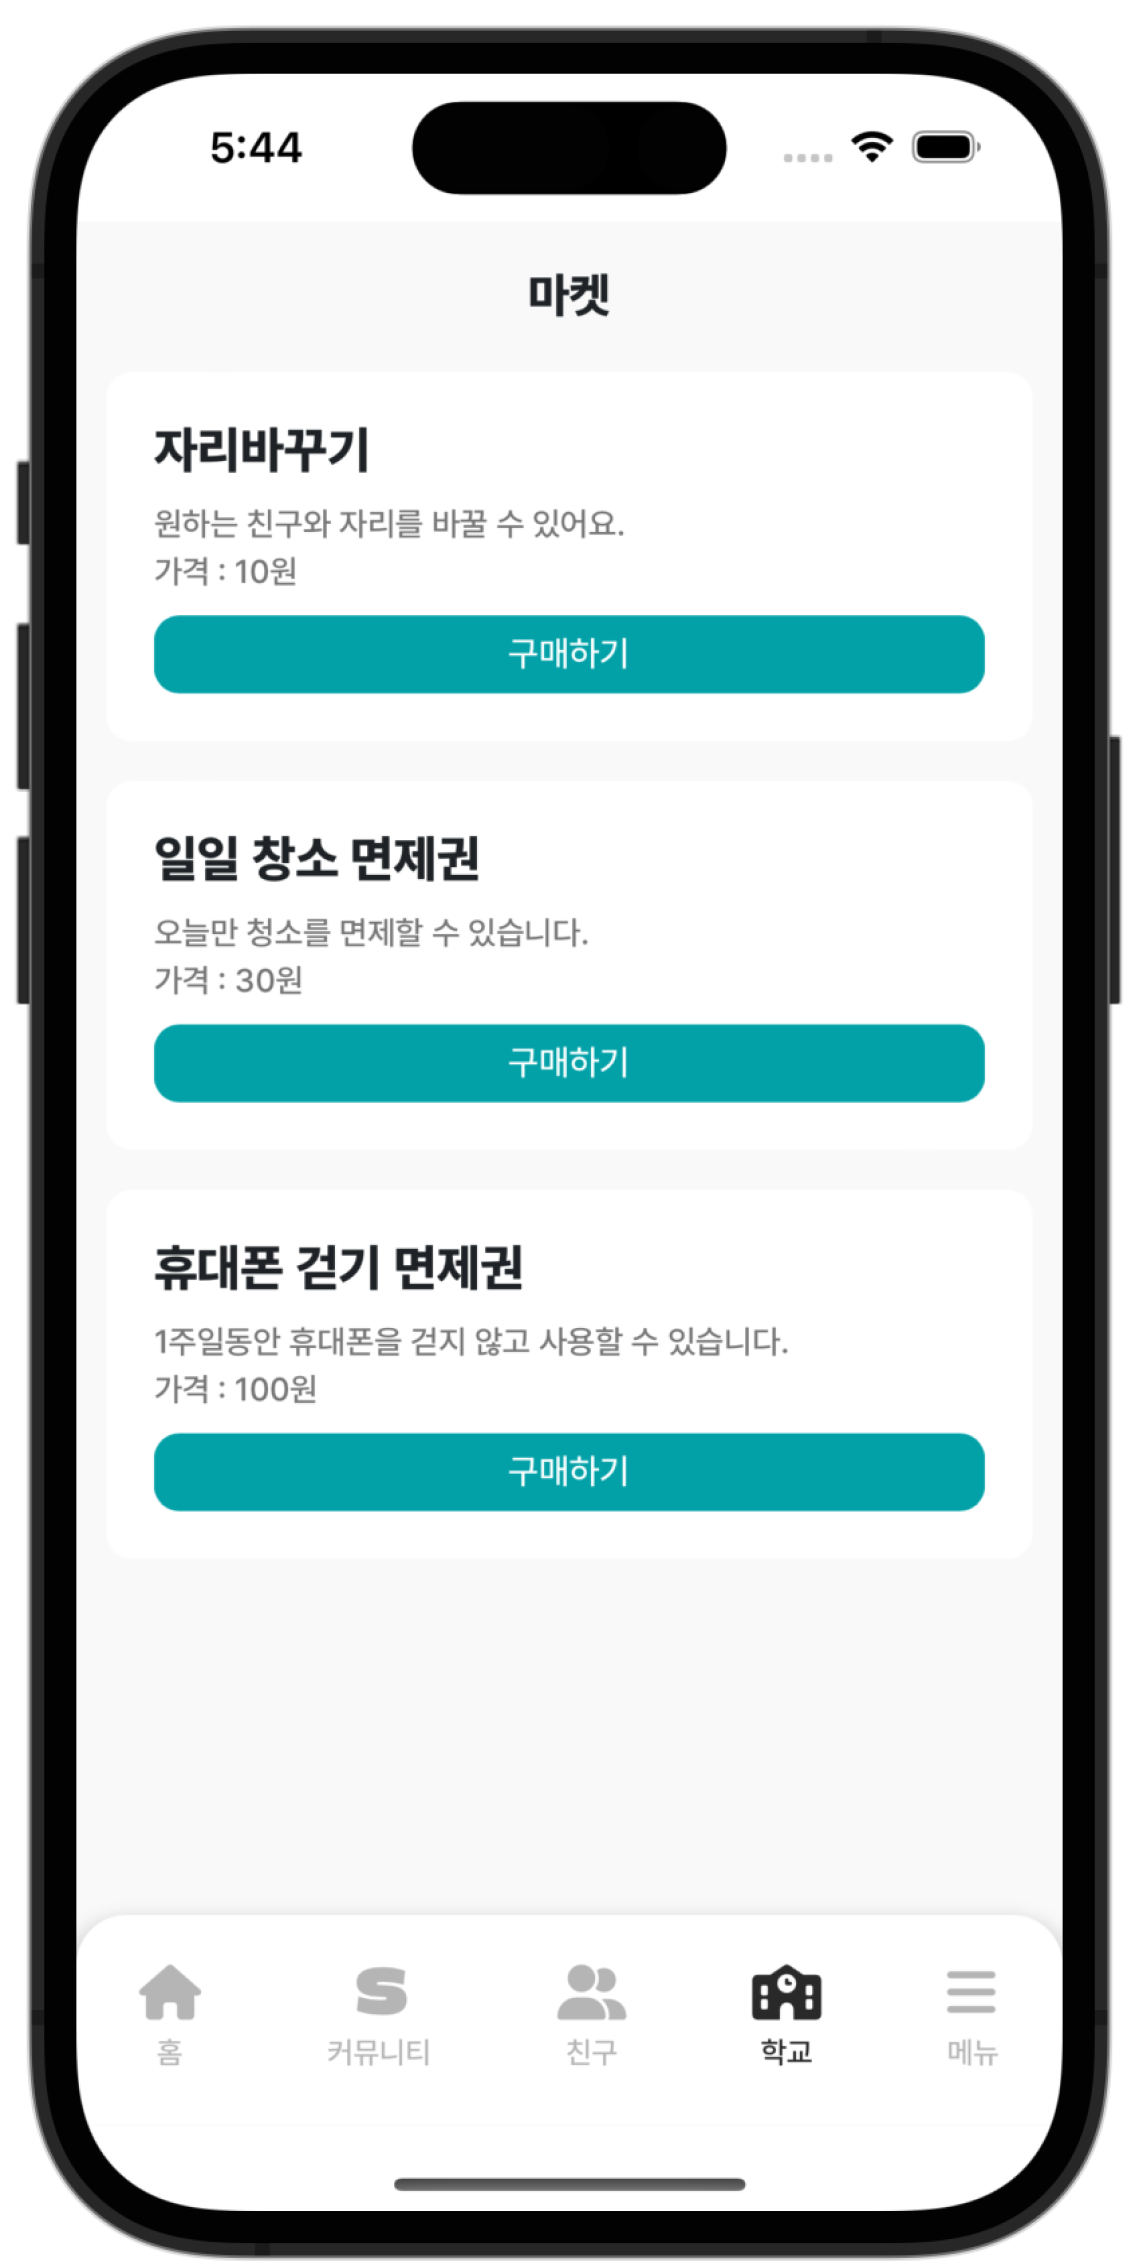 5:44
마켓
자리바꾸기
원하는 친구와 자리를 바꿀 수 있어요.
가격 : 10원
구매하기
일일 창소 면제권
오늘만 청소를 면제할 수 있습니다.
가격 : 30원
구매하기
휴대폰 걷기 면제권
1주일동안 휴대폰을 걷지 않고 사용할 수 있습니다.
가격 : 100원
구매하기
홈
커뮤니티
친구
학교
메뉴